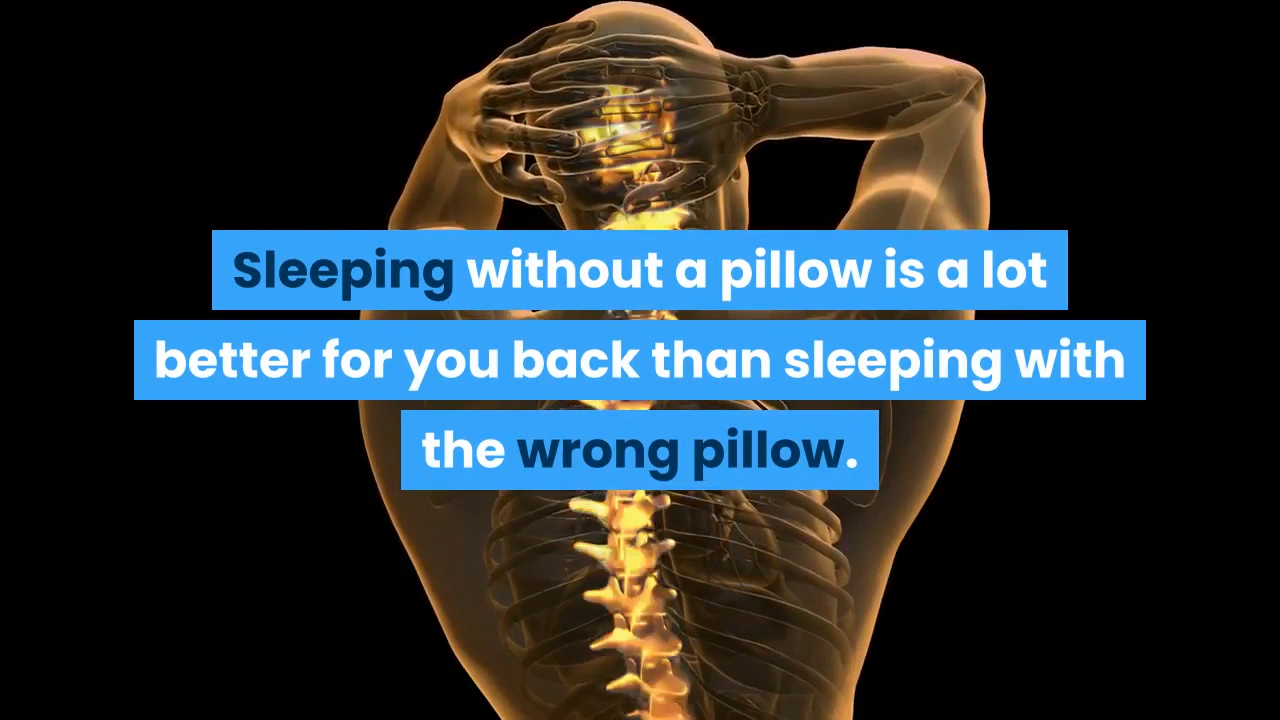 Sleeping without a pillow is a lot
better for you back than sleeping with
the wrong pillow.